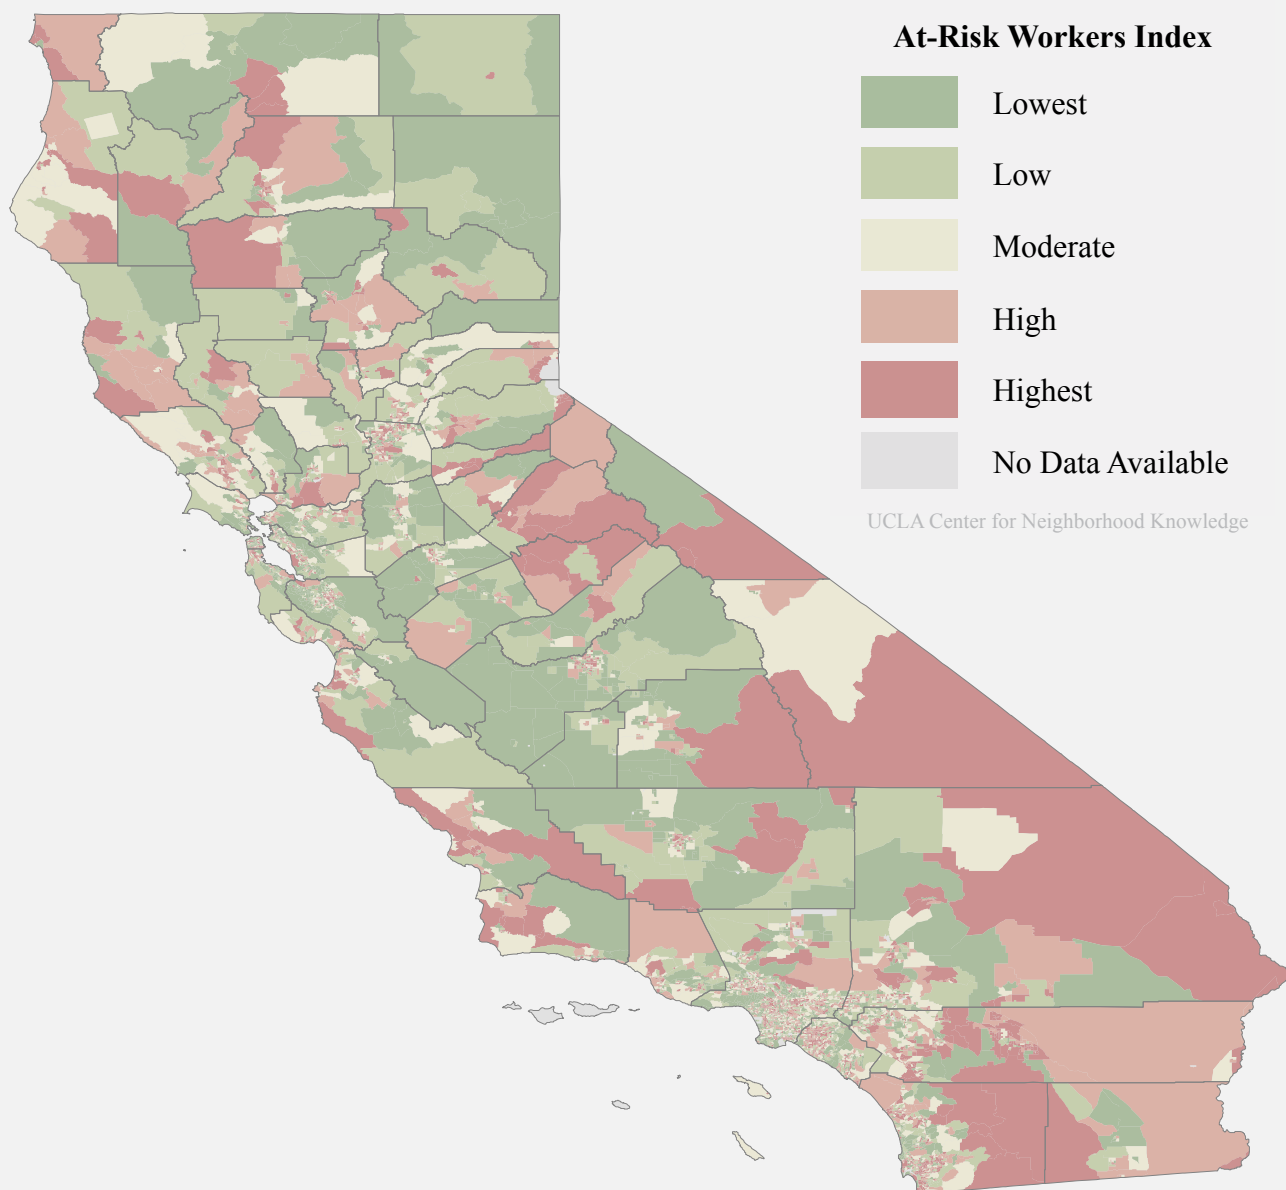 At-Risk Workers Index
Lowest
Low
Moderate
High
Highest
No Data Available
UCLA Center for Neighborhood Knowledge